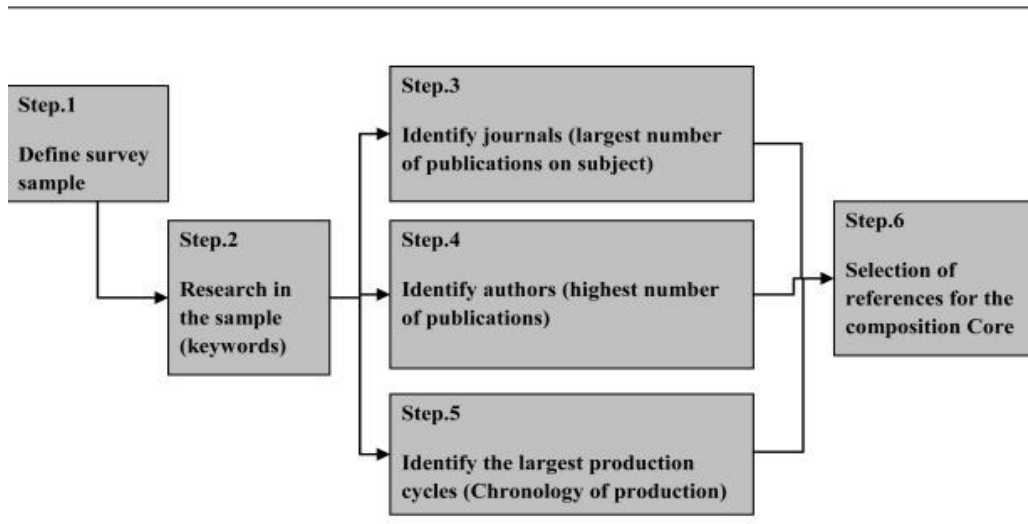 Step.1
Define survey
sample
Step.2
Research in
the sample
(keywords)
Step.3
Identify journals (largest number
of publications on subject)
Step.4
Identify authors (highest number
of publications)
Step.5
Identify the largest production
cycles (Chronology of production)
Step.6
Selection of
references for the
composition Core